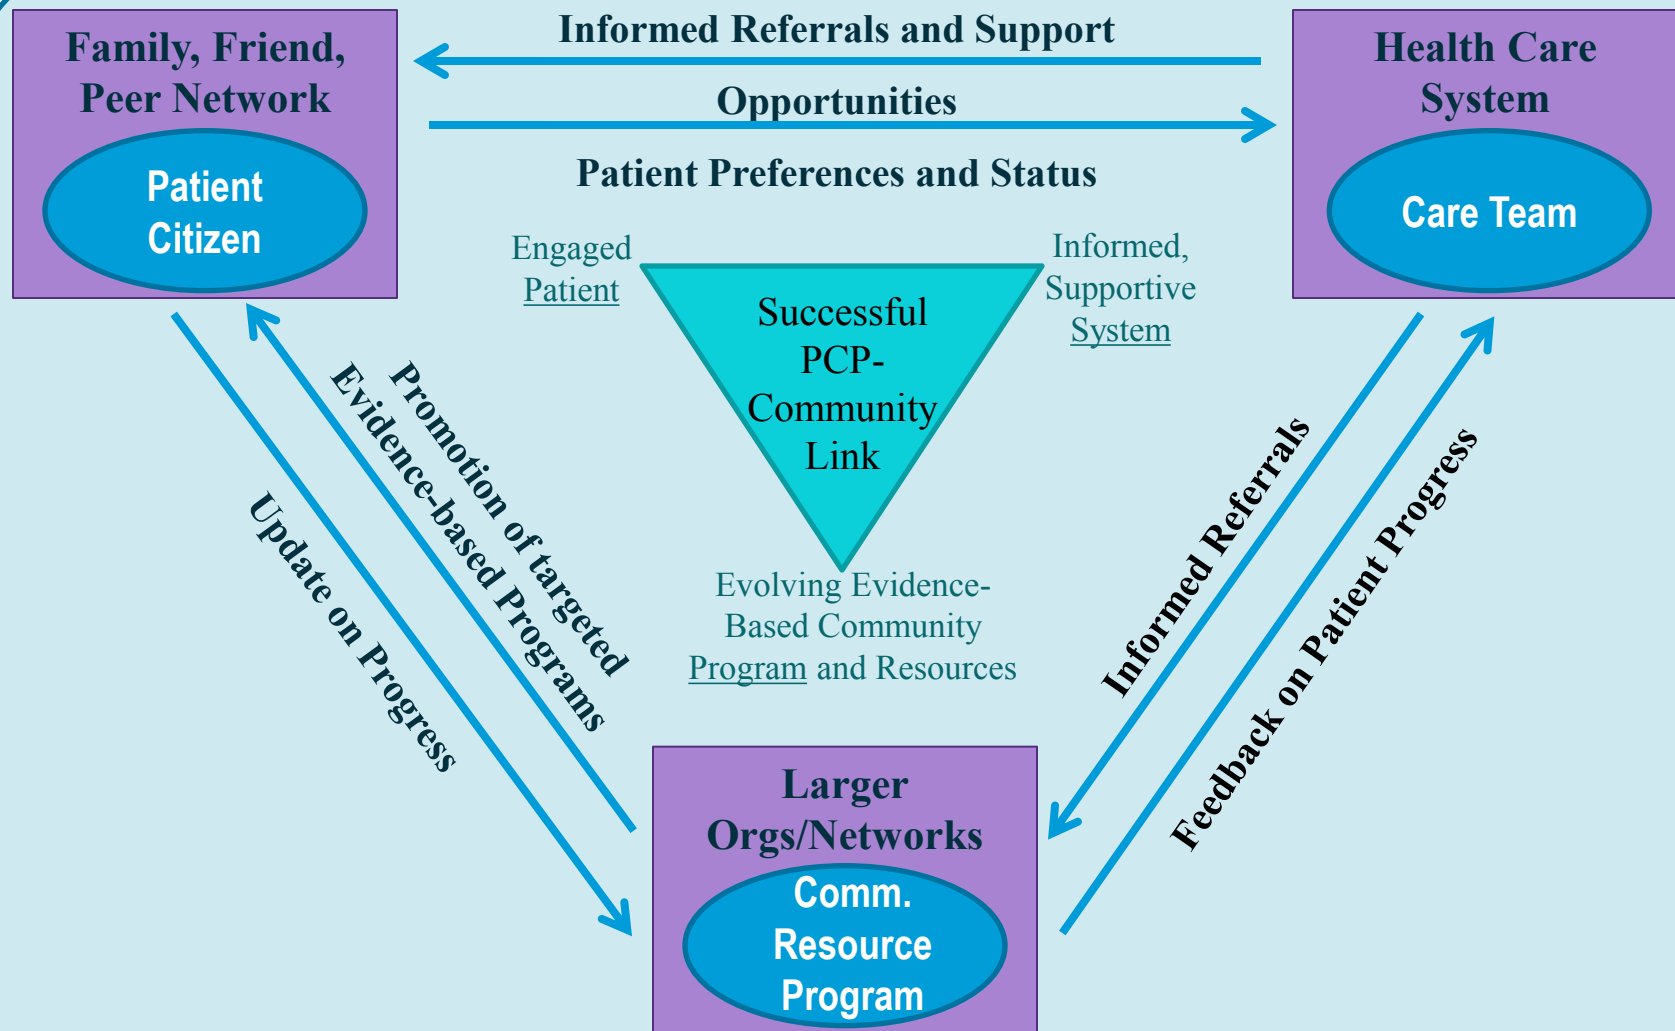 Family, Friend,
Peer Network
Patient
Citizen
Informed Referrals and Support
Opportunities
Patient Preferences and Status
Health Care
System
Care Team
Engaged
Patient
Informed,
Supportive
System
Successful
PCP-
Community
Link
Evolving Evidence-
Based Community
Program and Resources
Promotion of targeted
Evidence-based Programs
Update on Progress
Informed Referrals
Feedback on Patient Progress
Larger
Orgs/Networks
Comm.
Resource
Program